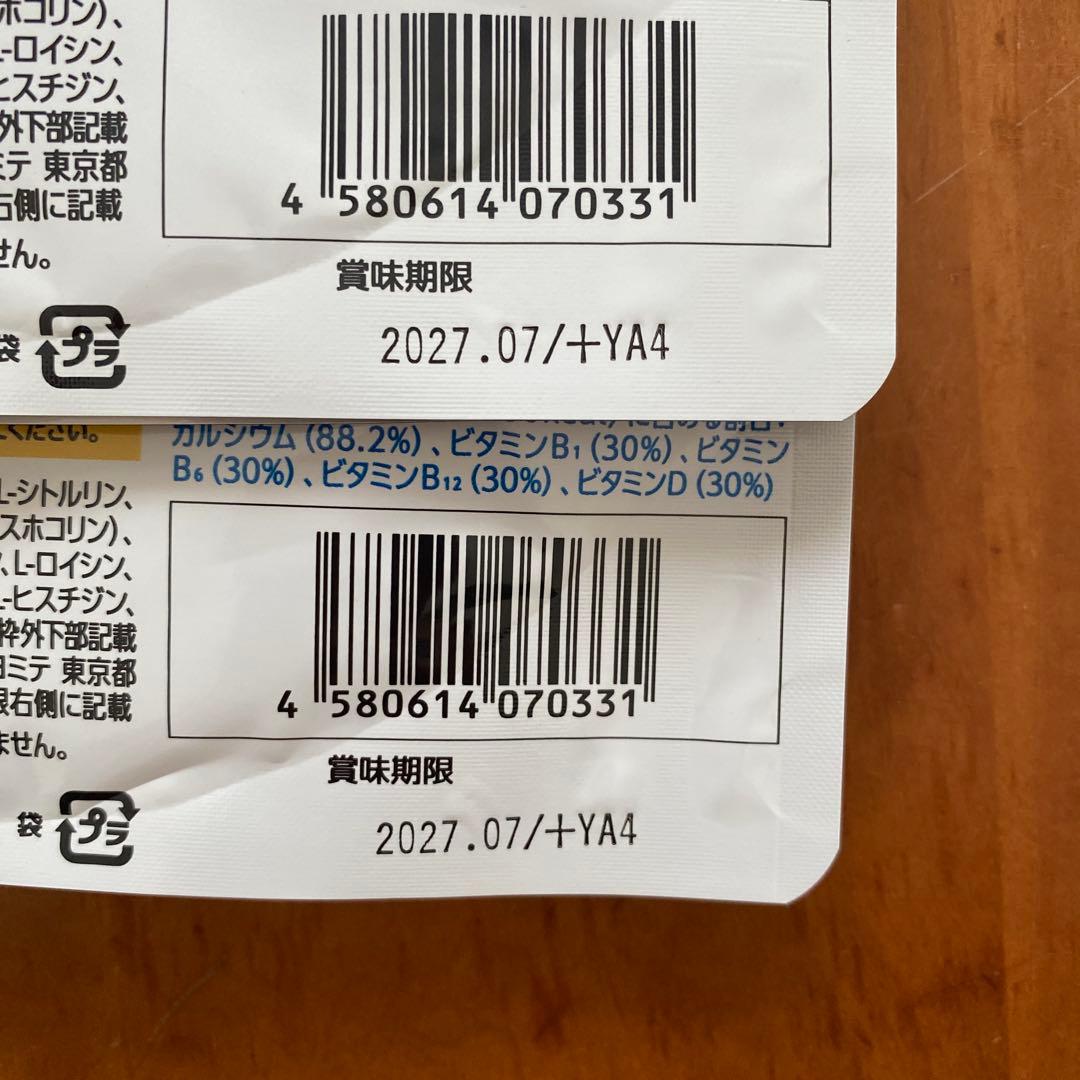 スホコリン)、
L-ロイシン、
ヒスチジン、
外下部記載
ミテ 東京都
右側に記載
せん。
4 580614 070331
賞味期限
袋 プラ
2027.07/+YA4
ください。
カルシウム(88.2%)、ビタミンB1(30%)、ビタミン
B6(30%)、ビタミンB12(30%)、ビタミンD(30%)
L-シトルリン、
スホコリン)、
、L-ロイシン、
L-ヒスチジン、
枠外下部記載
ヨミテ 東京都
限右側に記載
ません。
4 580614 070331
賞味期限
袋 プラ
2027.07/+YA4